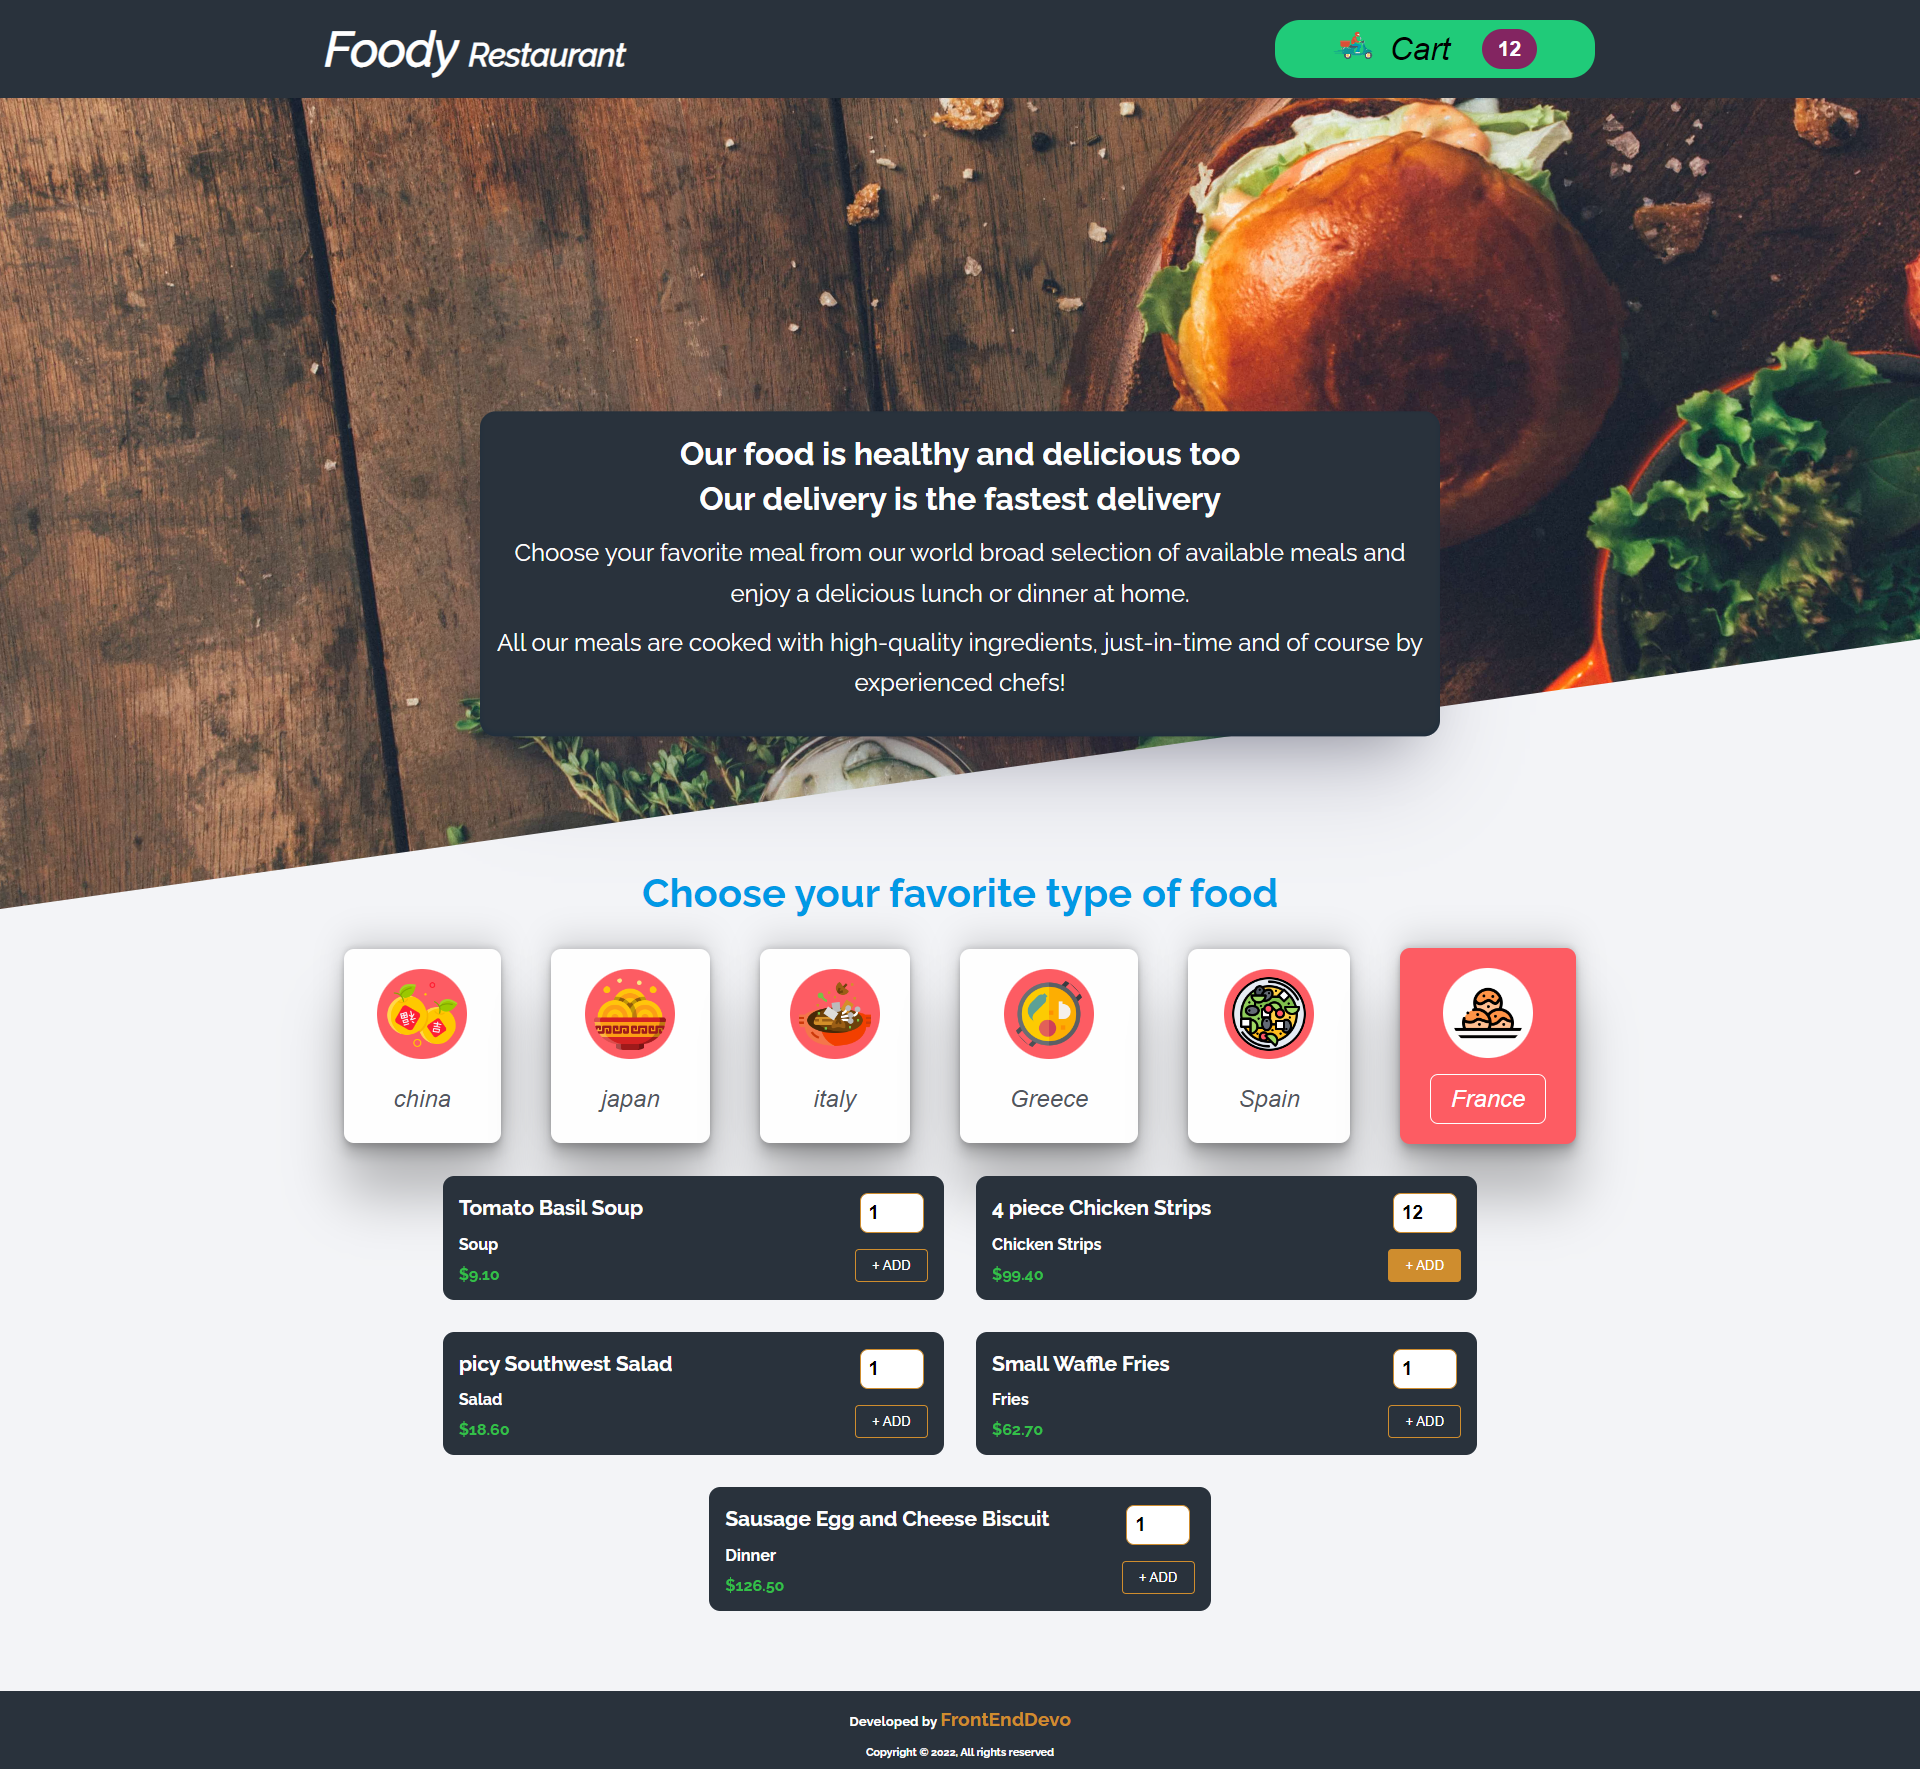 Foody Restaurant
Cart 12
Our food is healthy and delicious too
Our delivery is the fastest delivery
Choose your favorite meal from our world broad selection of available meals and
enjoy a delicious lunch or dinner at home.
All our meals are cooked with high-quality ingredients, just-in-time and of course by
experienced chefs!
Choose your favorite type of food
福
吉
china
japan
italy
Greece
Spain
France
Tomato Basil Soup
1
Soup
$9.10
+ ADD
4 piece Chicken Strips
12
Chicken Strips
$99.40
+ ADD
picy Southwest Salad
1
Salad
$18.60
+ ADD
Small Waffle Fries
1
Fries
$62.70
+ ADD
Sausage Egg and Cheese Biscuit
1
Dinner
$126.50
+ ADD
Developed by FrontEndDevo
Copyright © 2022, All rights reserved